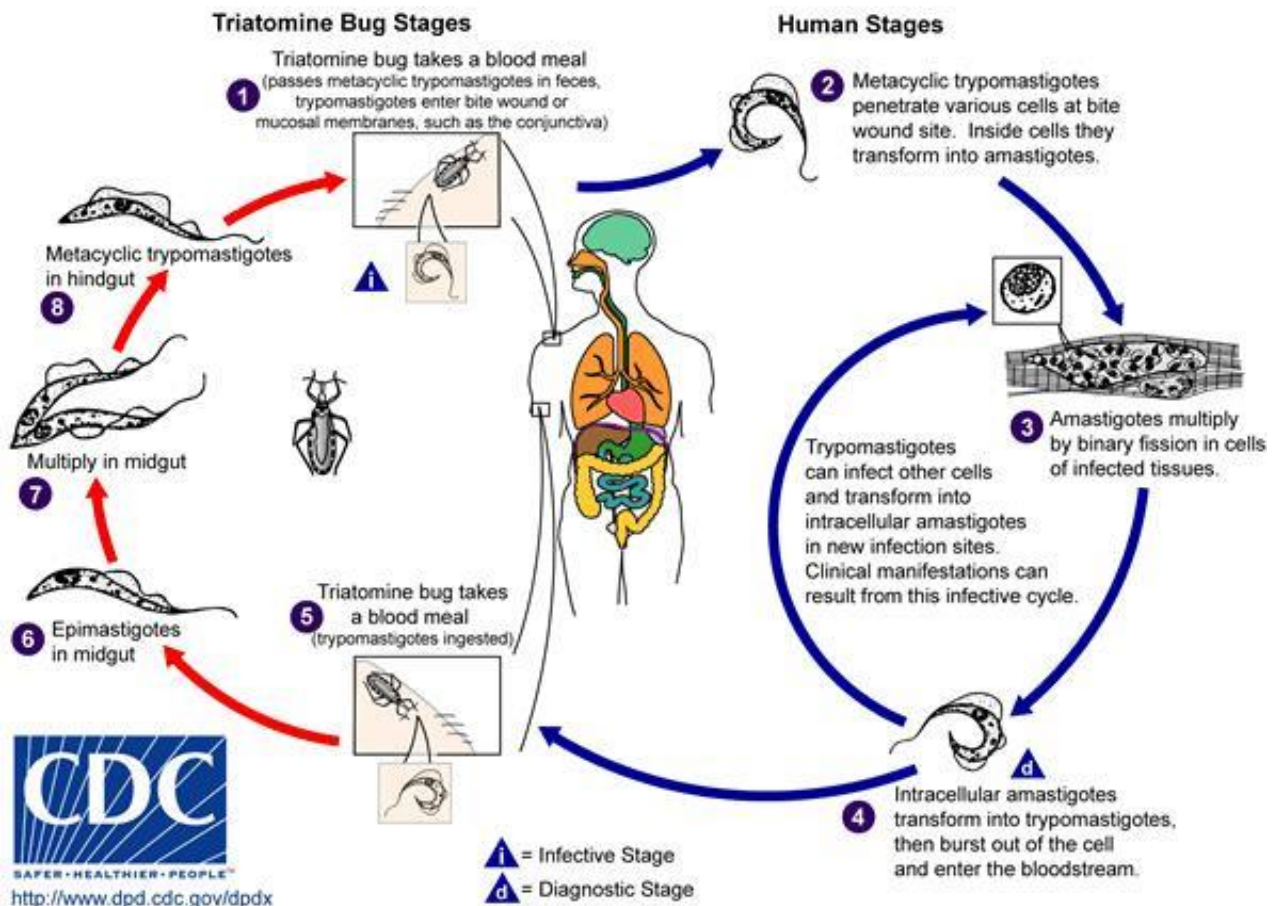 Triatomine Bug Stages
Human Stages
Triatomine bug takes a blood meal
(passes metacyclic trypomastigotes in feces,
trypomastigotes enter bite wound or
mucosal membranes, such as the conjunctiva)
1
2
Metacyclic trypomastigotes
penetrate various cells at bite
wound site. Inside cells they
transform into amastigotes.
Metacyclic trypomastigotes
in hindgut
8
i
3
Amastigotes multiply
by binary fission in cells
of infected tissues.
Trypomastigotes
can infect other cells
and transform into
intracellular amastigotes
in new infection sites.
Clinical manifestations can
result from this infective cycle.
Multiply in midgut
7
5
Triatomine bug takes
a blood meal
(trypomastigotes ingested)
6
Epimastigotes
in midgut
d
4
Intracellular amastigotes
transform into trypomastigotes,
then burst out of the cell
and enter the bloodstream.
i = Infective Stage
d = Diagnostic Stage
CDC
SAFER•HEALTHIER•PEOPLE™
http://www.dpd.cdc.gov/dpdx